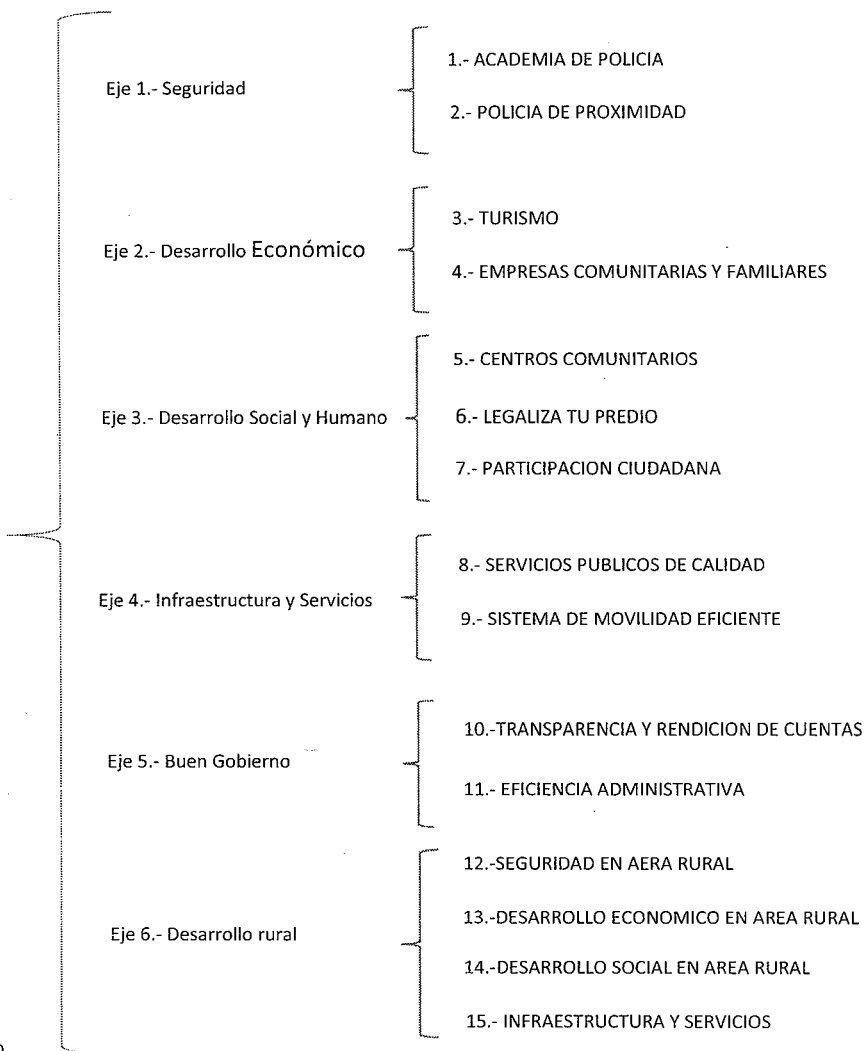 Eje 1.- Seguridad
1.- ACADEMIA DE POLICIA
2.- POLICIA DE PROXIMIDAD
Eje 2.- Desarrollo Económico
3.- TURISMO
4.- EMPRESAS COMUNITARIAS Y FAMILIARES
Eje 3.- Desarrollo Social y Humano
5.- CENTROS COMUNITARIOS
6.- LEGALIZA TU PREDIO
7.- PARTICIPACION CIUDADANA
Eje 4.- Infraestructura y Servicios
8.- SERVICIOS PUBLICOS DE CALIDAD
9.- SISTEMA DE MOVILIDAD EFICIENTE
Eje 5.- Buen Gobierno
10.-TRANSPARENCIA Y RENDICION DE CUENTAS
11.- EFICIENCIA ADMINISTRATIVA
Eje 6.- Desarrollo rural
12.-SEGURIDAD EN AERA RURAL
13.-DESARROLLO ECONOMICO EN AREA RURAL
14.-DESARROLLO SOCIAL EN AREA RURAL
15.- INFRAESTRUCTURA Y SERVICIOS